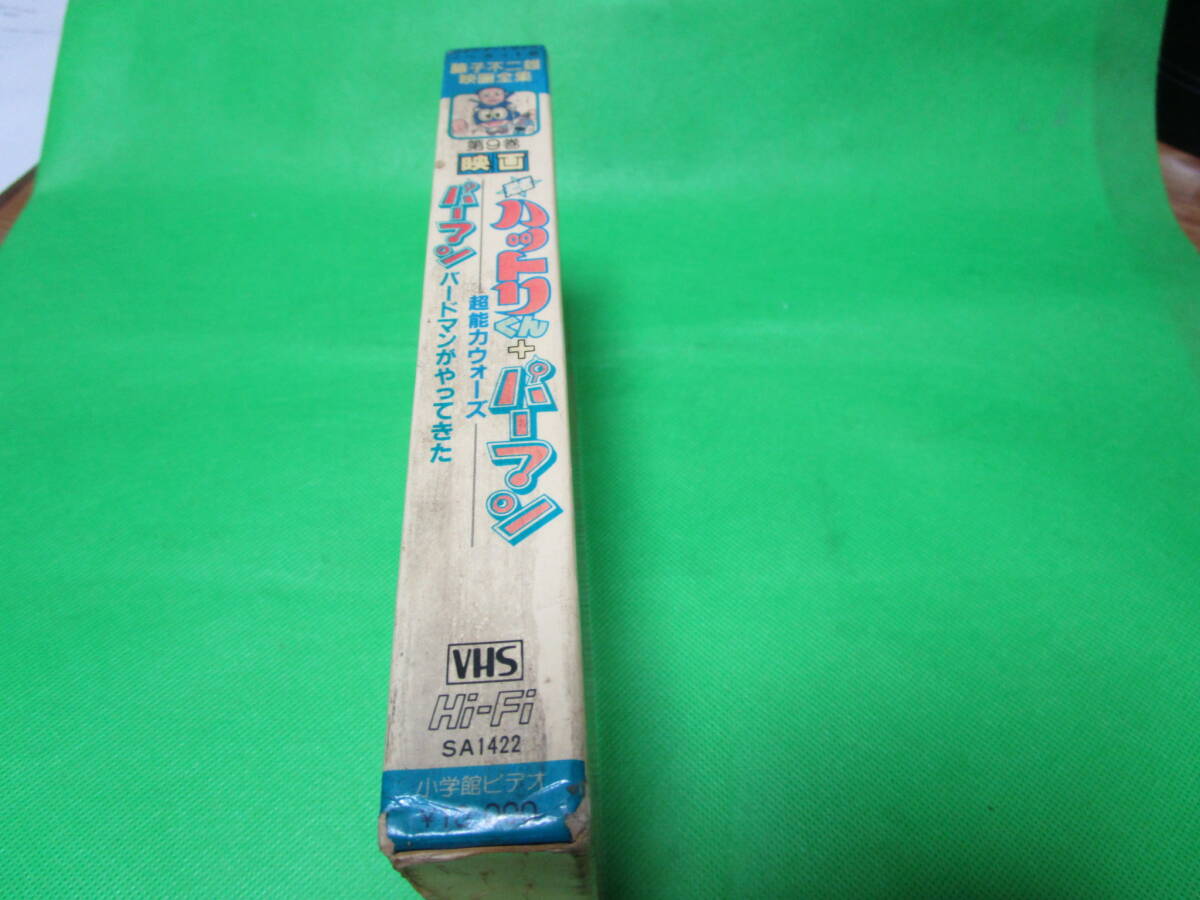 藤子不二雄
映画全集
第9巻
映画
ハットリくん+パーマン
超能力ウォーズ
パーマン バードマンがやってきた
VHS
Hi-Fi
SA1422
小学館ビデオ